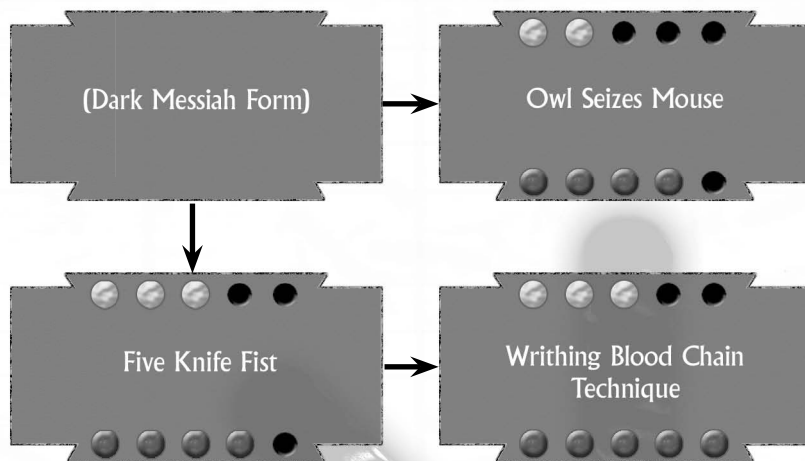 (Dark Messiah Form)
Owl Seizes Mouse
Five Knife Fist
Writhing Blood Chain
Technique